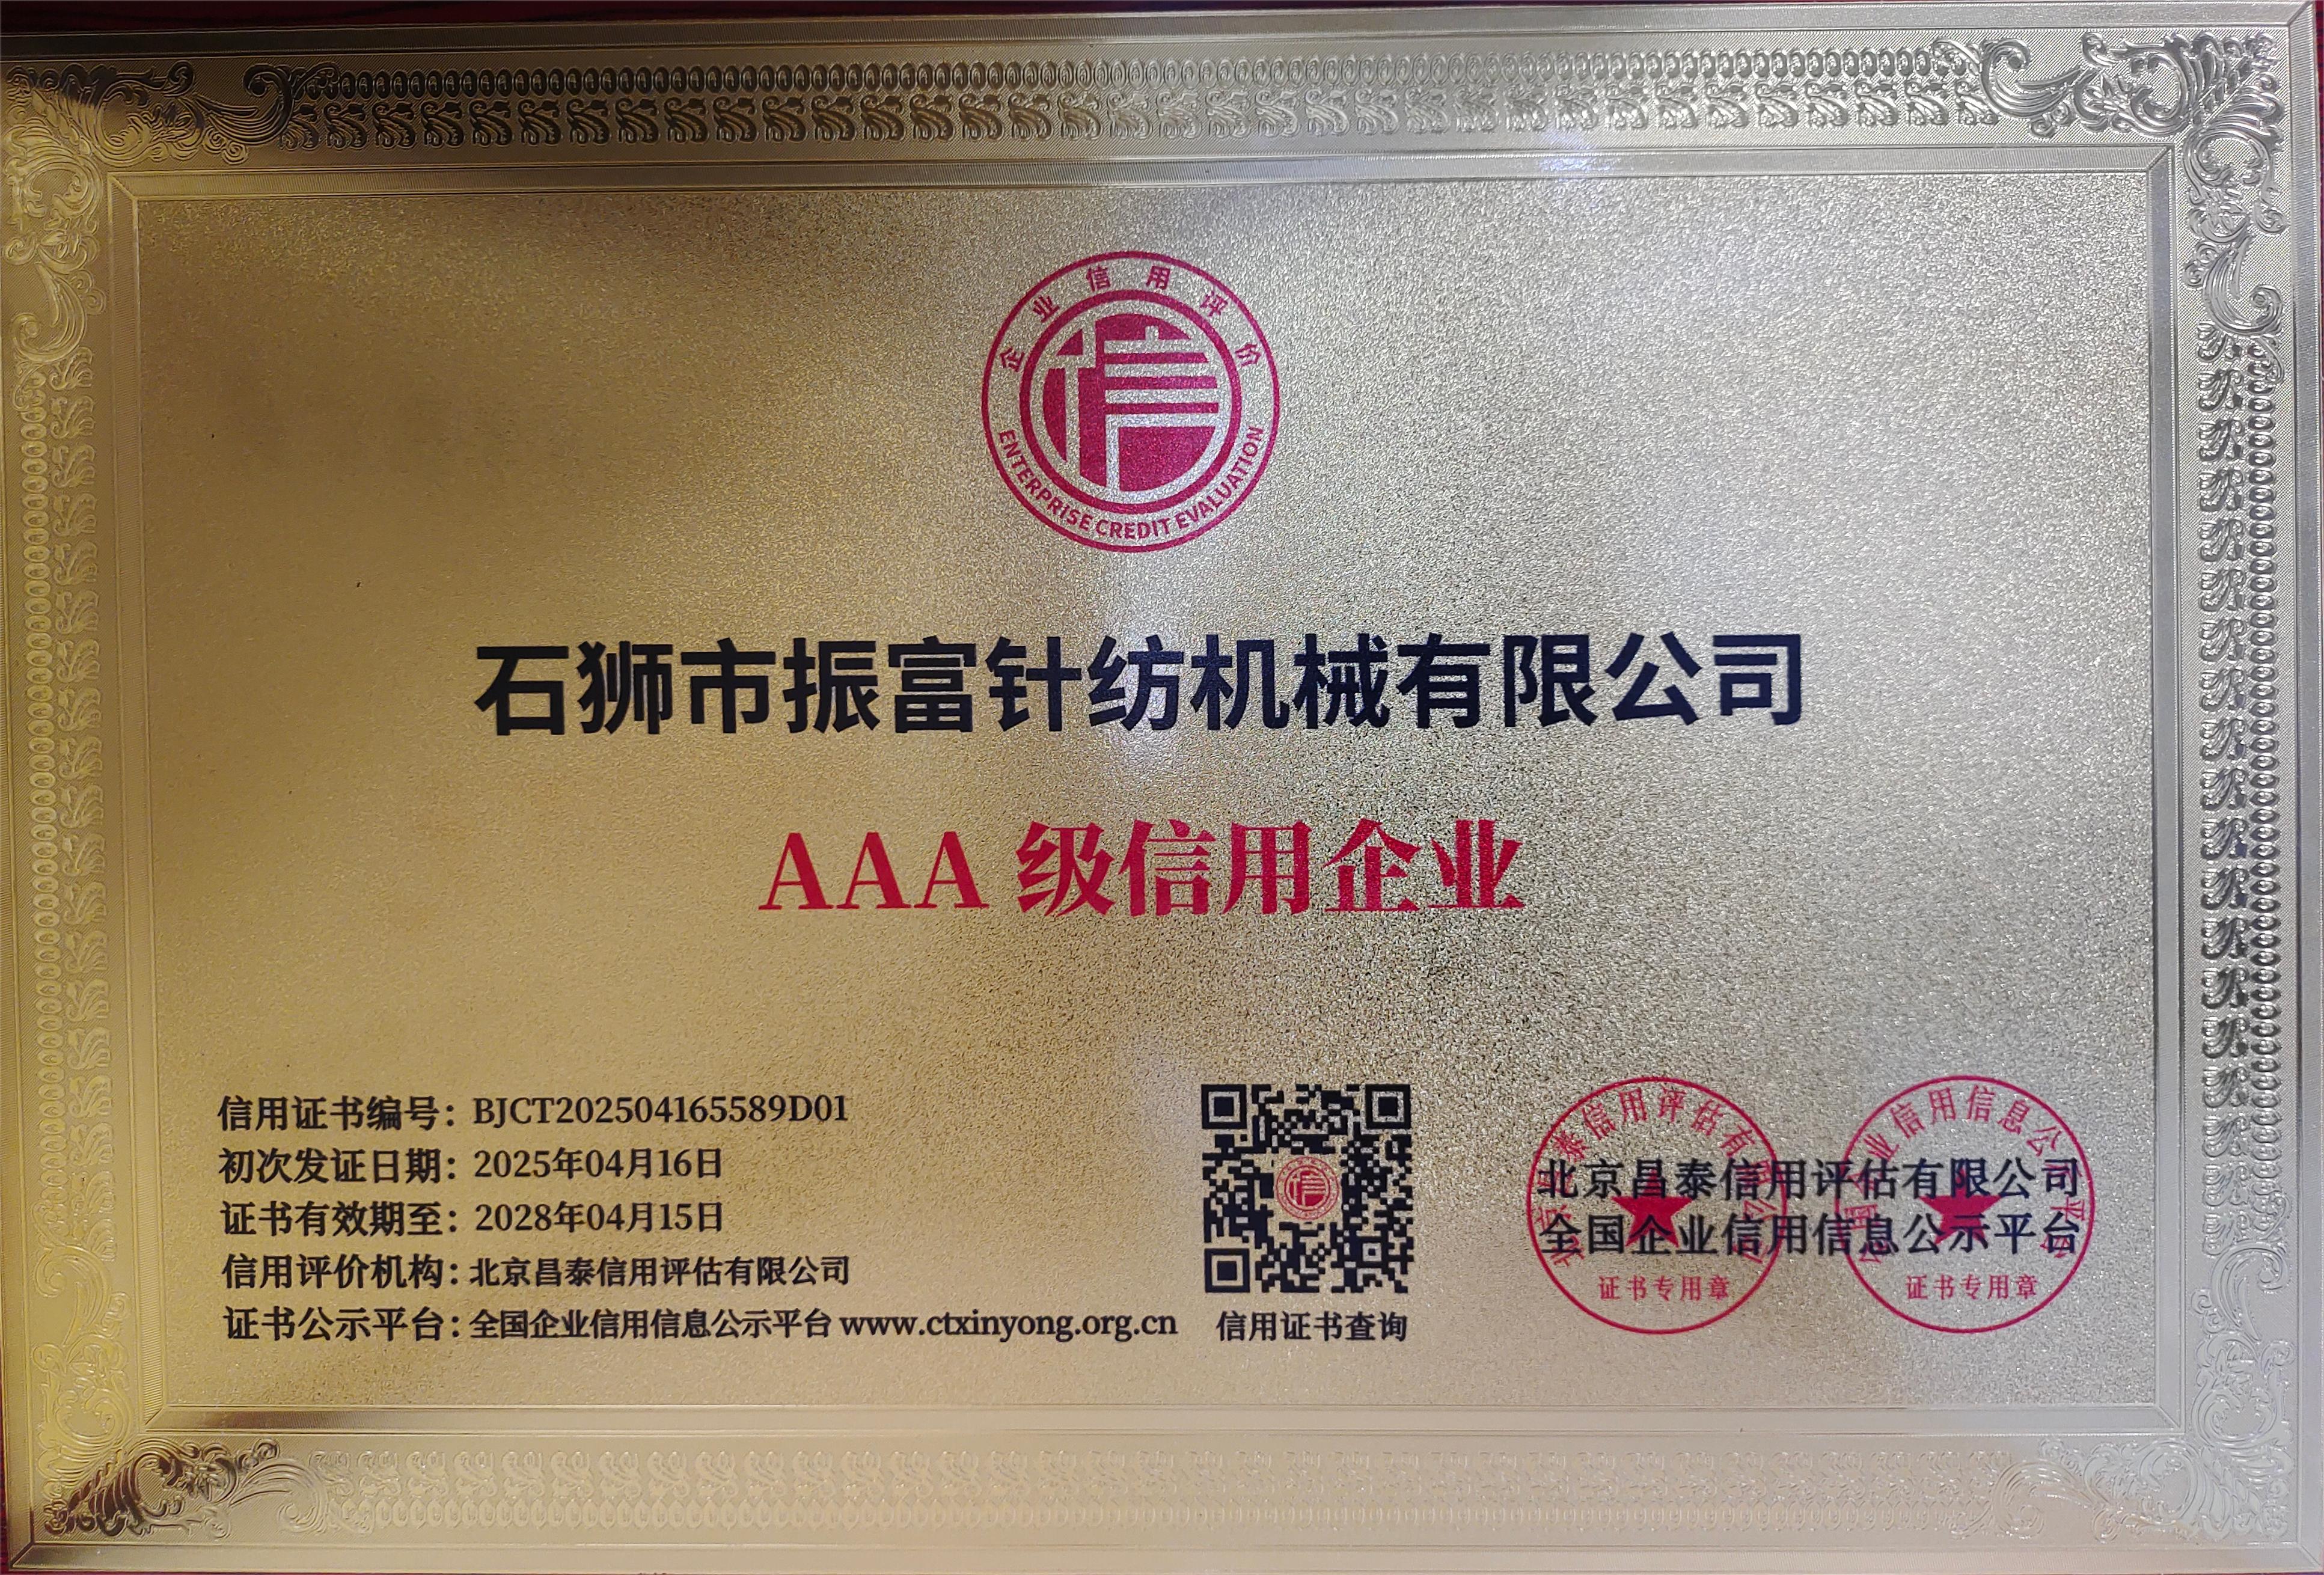 企业信用评价
信
ENTERPRISE CREDIT EVALUATION
石狮市振富针纺机械有限公司
AAA 级信用企业
信用证书编号：BJCT202504165589D01
初次发证日期：2025年04月16日
证书有效期至：2028年04月15日
信用评价机构：北京昌泰信用评估有限公司
证书公示平台：全国企业信用信息公示平台 www.ctxinyong.org.cn
信用证书查询
北京昌泰信用评估有限公司
全国企业信用信息公示平台
证书专用章
证书专用章